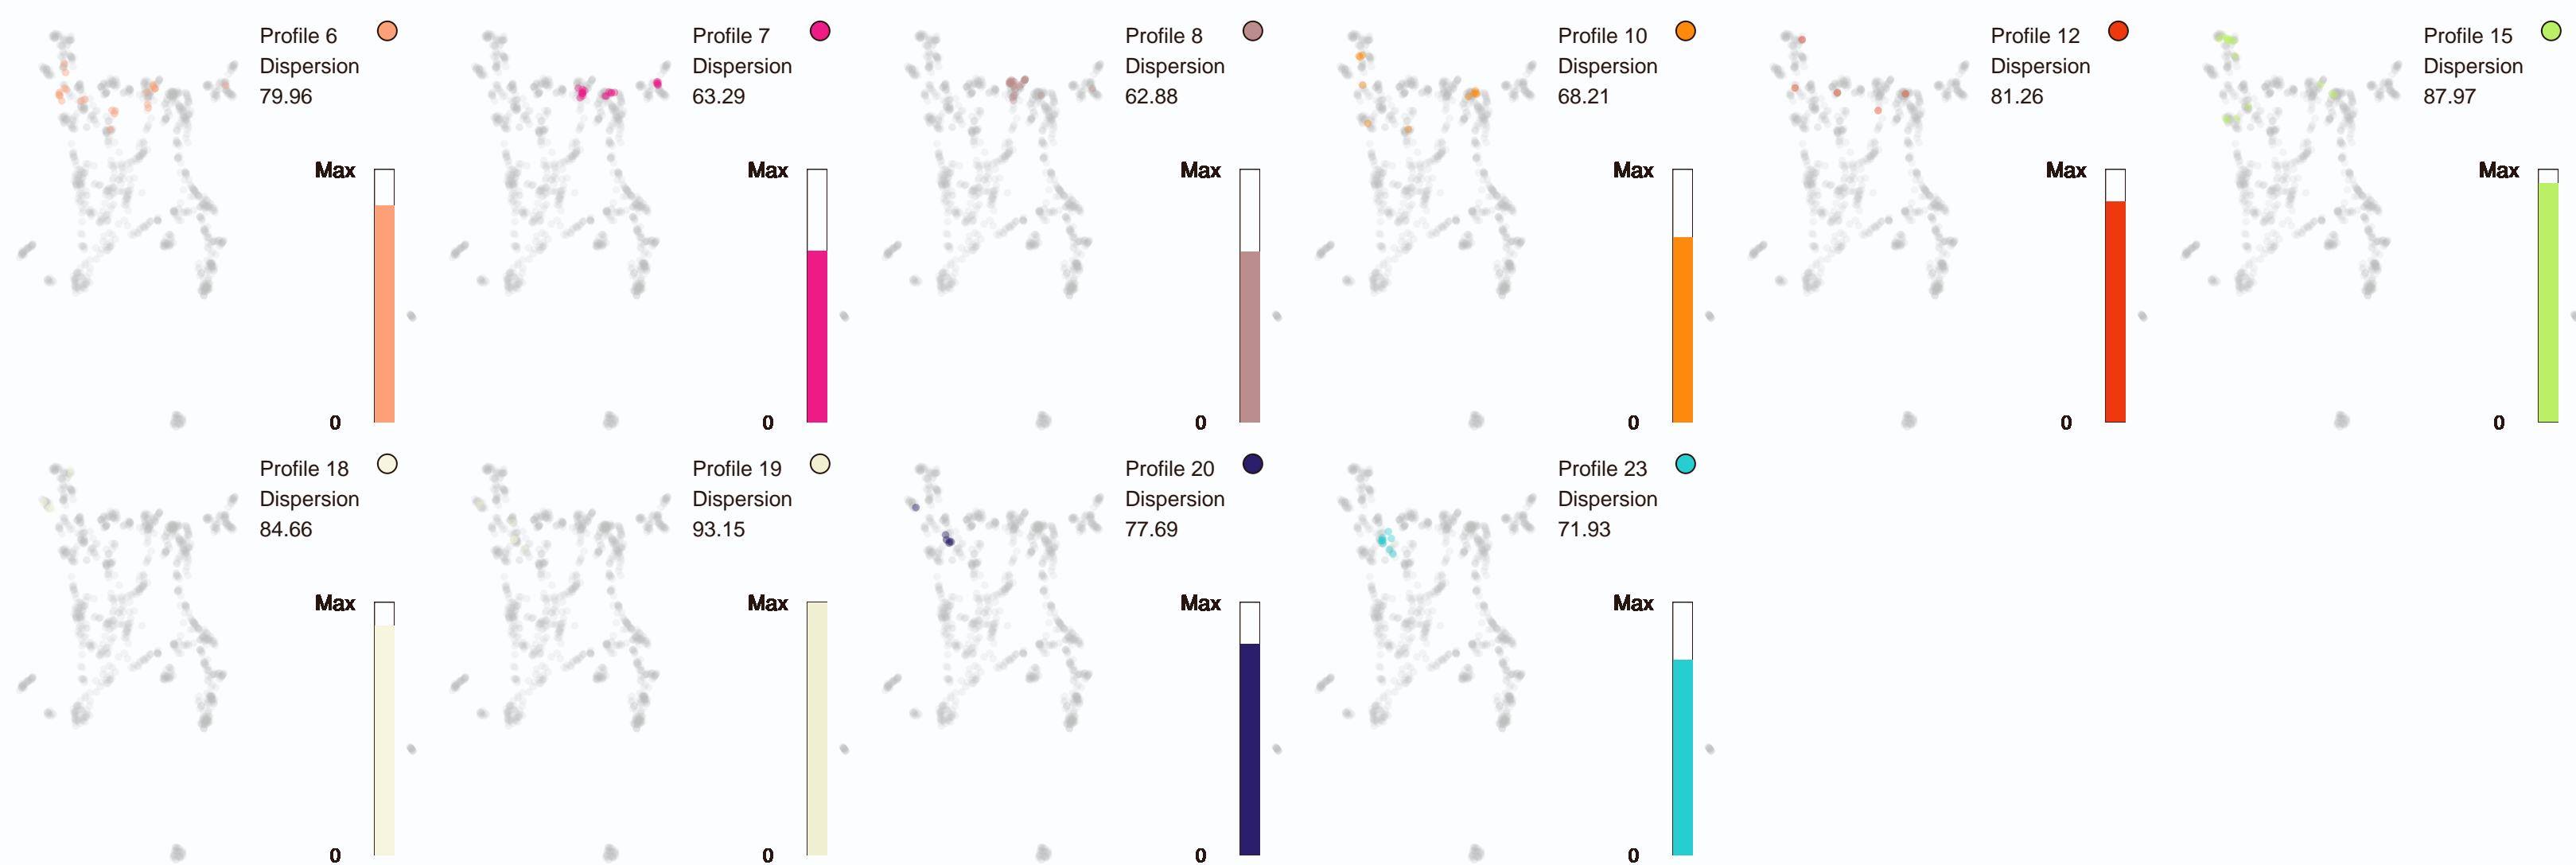 Profile 6
Dispersion
79.96
Max
0
Profile 7
Dispersion
63.29
Max
0
Profile 8
Dispersion
62.88
Max
0
Profile 10
Dispersion
68.21
Max
0
Profile 12
Dispersion
81.26
Max
0
Profile 15
Dispersion
87.97
Max
0
Profile 18
Dispersion
84.66
Max
0
Profile 19
Dispersion
93.15
Max
0
Profile 20
Dispersion
77.69
Max
0
Profile 23
Dispersion
71.93
Max
0